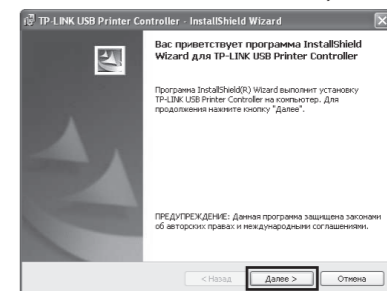 TP-LINK USB Printer Controller - InstallShield Wizard
Вас приветствует программа InstallShield
Wizard для TP-LINK USB Printer Controller
Программа InstallShield(R) Wizard выполнит установку
TP-LINK USB Printer Controller на компьютер. Для
продолжения нажмите кнопку "Далее".
ПРЕДУПРЕЖДЕНИЕ: Данная программа защищена законами
об авторских правах и международными соглашениями.
< Назад
Далее >
Отмена